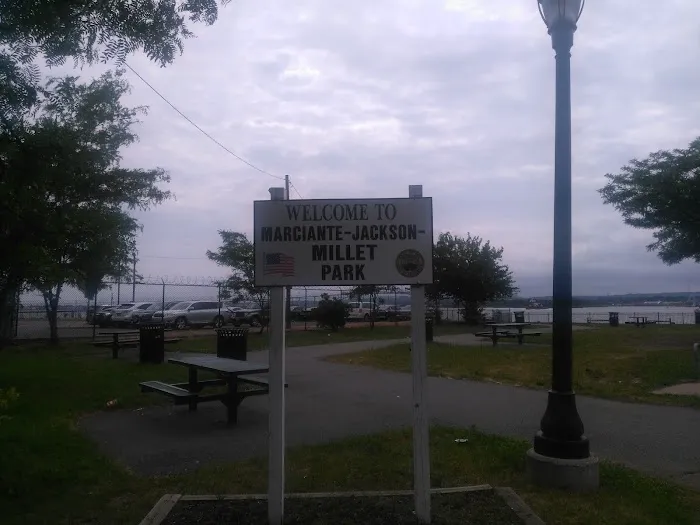 WELCOME TO
MARCIANTE-JACKSON-
MILLET
PARK